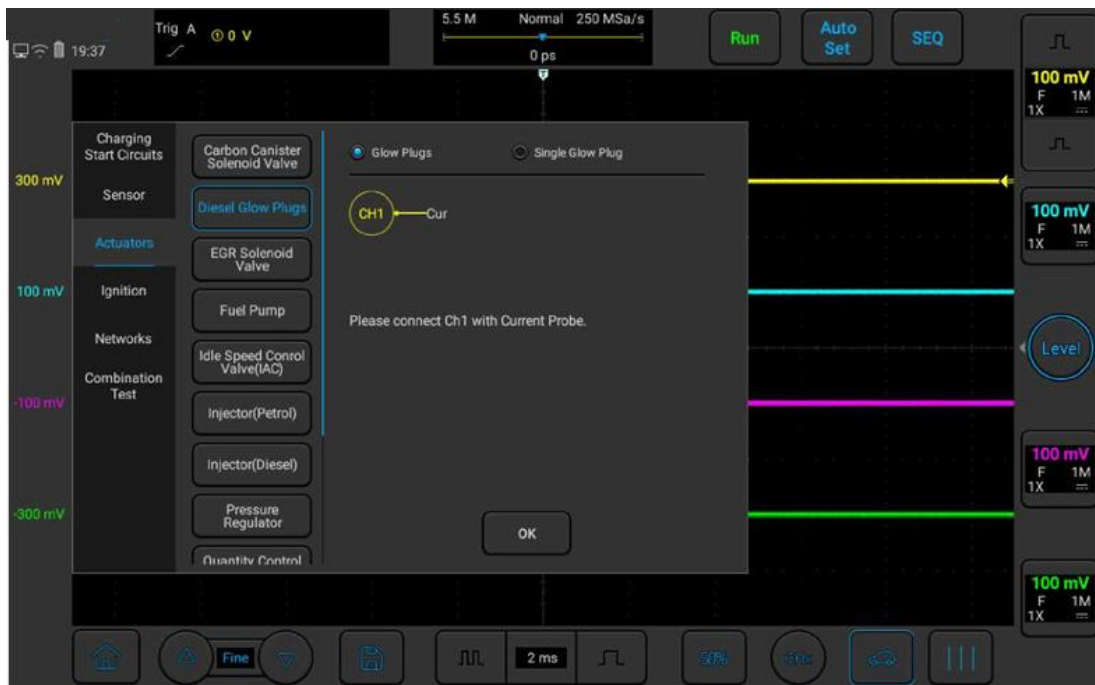 19:37
Trig A ① 0 V
5.5 M Normal 250 MSa/s
0 ps
Run
Auto
Set
SEQ
T
100 mV
F 1M
1X
300 mV
100 mV
-100 mV
-300 mV
Charging
Start Circuits
Sensor
Actuators
Ignition
Networks
Combination
Test
Carbon Canister
Solenoid Valve
Diesel Glow Plugs
EGR Solenoid
Valve
Fuel Pump
Idle Speed Conrol
Valve(IAC)
Injector(Petrol)
Injector(Diesel)
Pressure
Regulator
Quantity Control
Glow Plugs
Single Glow Plug
CH1 Cur
Please connect Ch1 with Current Probe.
OK
100 mV
F 1M
1X
Level
100 mV
F 1M
1X
100 mV
F 1M
1X
Fine
2 ms
50%